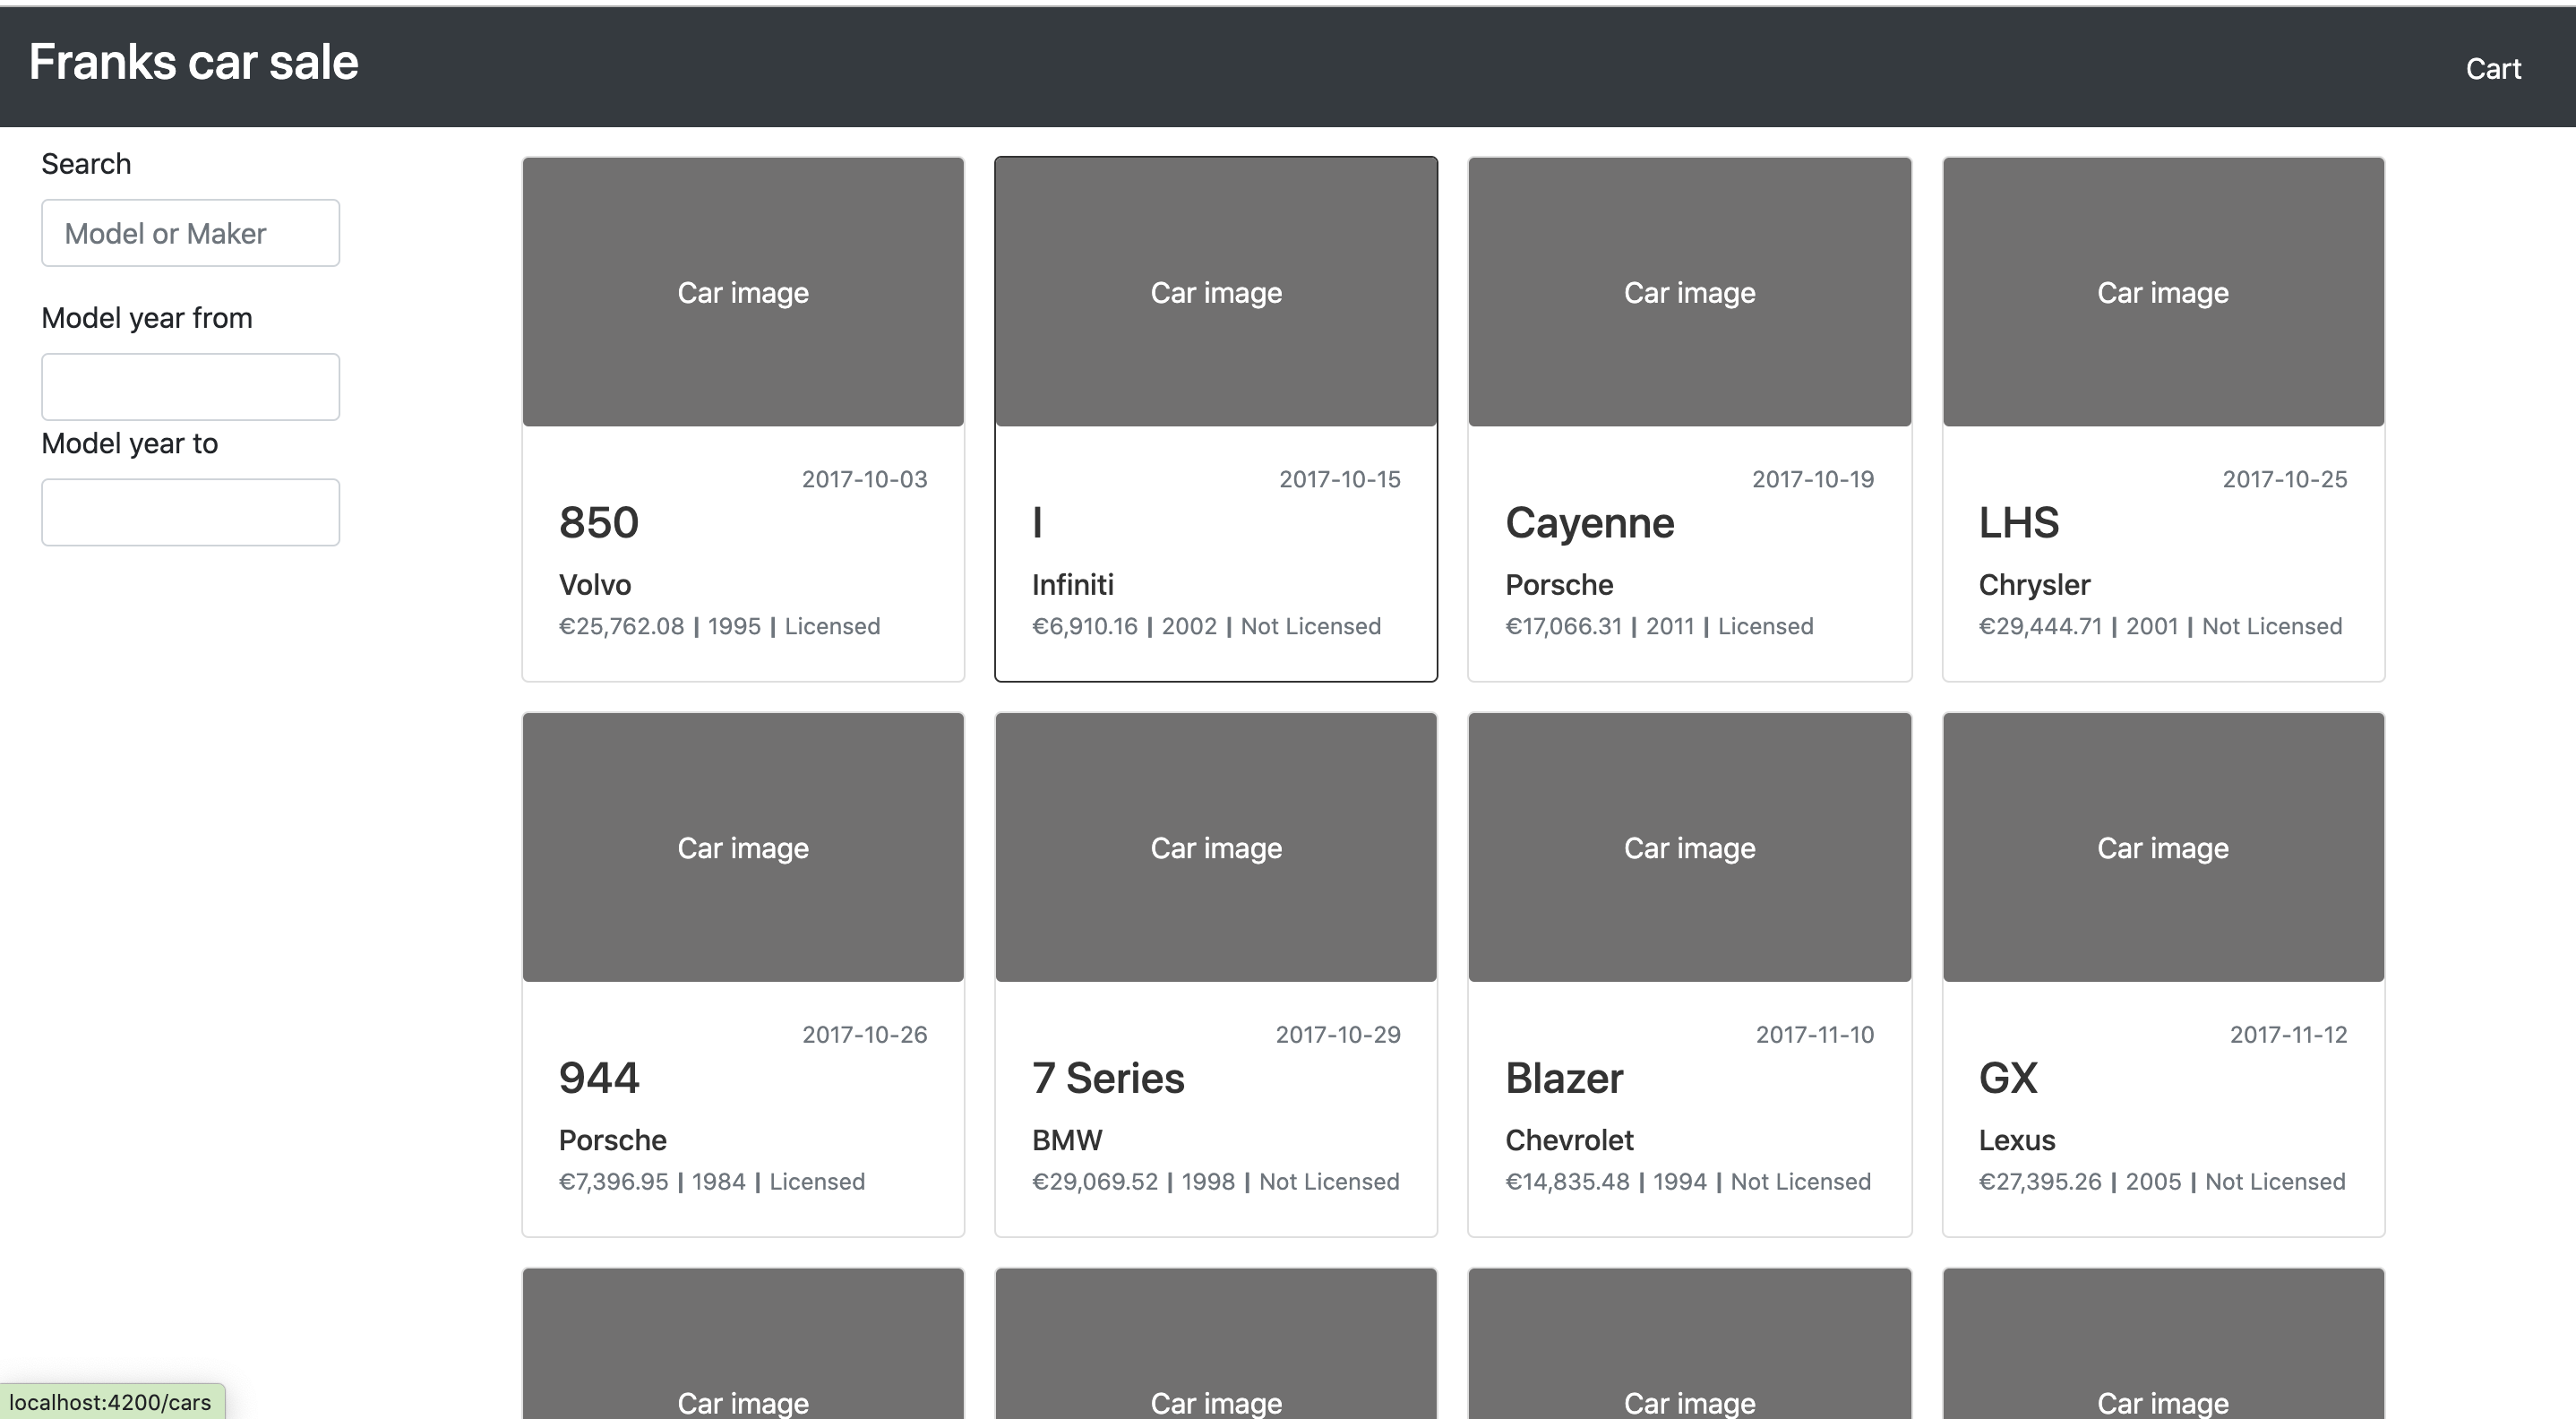 Franks car sale
Cart
Search
Model or Maker
Model year from
Model year to
Car image
2017-10-03
850
Volvo
€25,762.08 | 1995 | Licensed
Car image
2017-10-15
I
Infiniti
€6,910.16 | 2002 | Not Licensed
Car image
2017-10-19
Cayenne
Porsche
€17,066.31 | 2011 | Licensed
Car image
2017-10-25
LHS
Chrysler
€29,444.71 | 2001 | Not Licensed
Car image
2017-10-26
944
Porsche
€7,396.95 | 1984 | Licensed
Car image
2017-10-29
7 Series
BMW
€29,069.52 | 1998 | Not Licensed
Car image
2017-11-10
Blazer
Chevrolet
€14,835.48 | 1994 | Not Licensed
Car image
2017-11-12
GX
Lexus
€27,395.26 | 2005 | Not Licensed
Car image
Car image
Car image
Car image
localhost:4200/cars